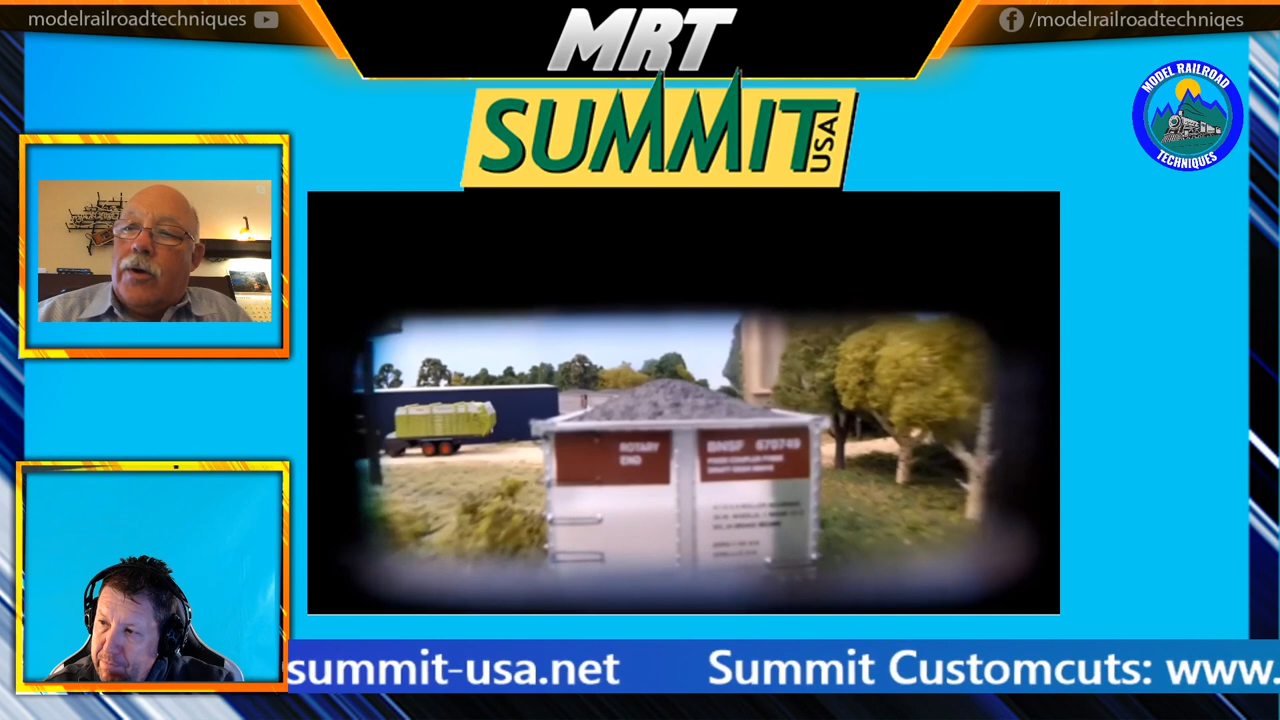 modelrailroadtechniques
MRT
/modelrailroadtechniqes
SUMMIT
USA
MODEL RAILROAD
TECHNIQUES
ROTARY
END
BNSF 670749
summit-usa.net
Summit Customcuts: www.